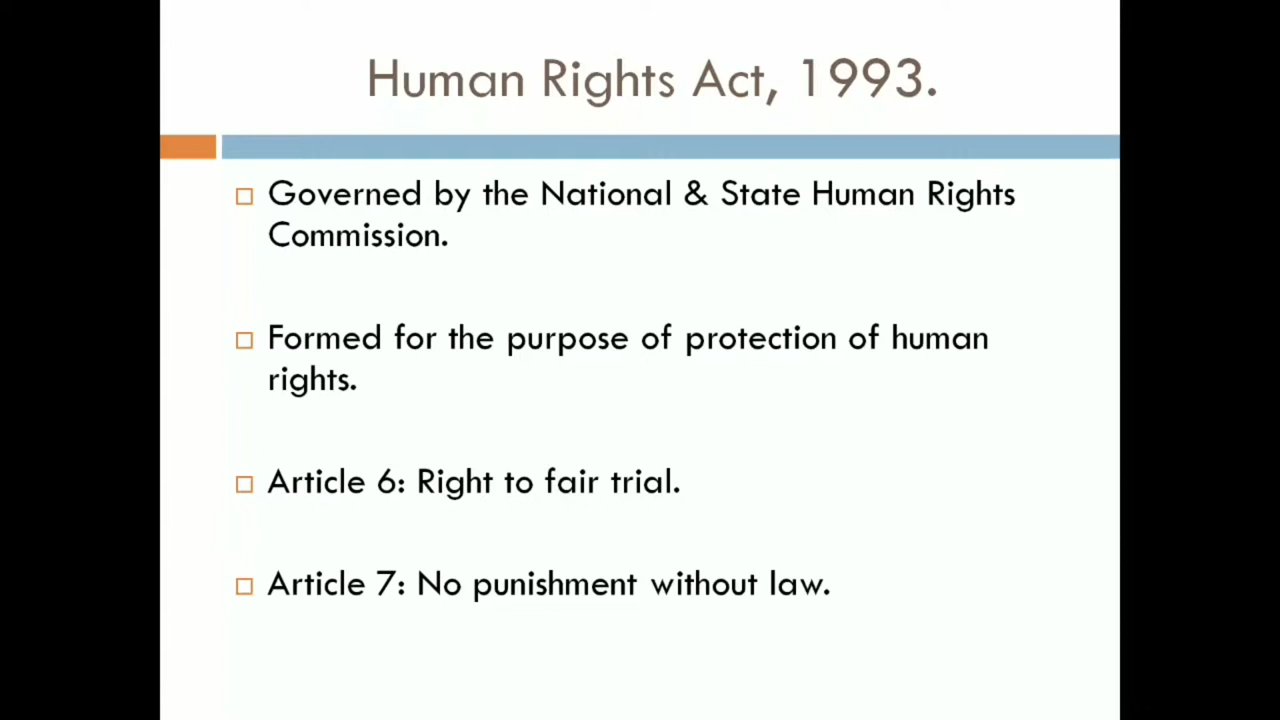 Human Rights Act, 1993.
Governed by the National & State Human Rights
Commission.
Formed for the purpose of protection of human
rights.
Article 6: Right to fair trial.
Article 7: No punishment without law.